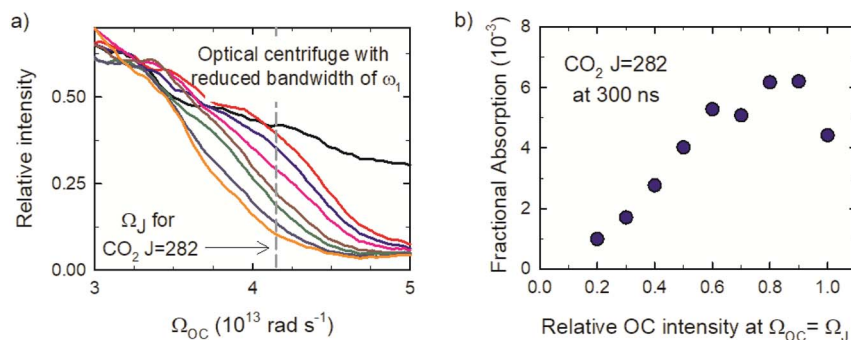 a)
Relative intensity
0.50
0.25
0.00
Optical centrifuge with
reduced bandwidth of ω₁
Ω_J for
CO₂ J=282
3
4
5
Ω_OC (10¹³ rad s⁻¹)
b)
Fractional Absorption (10⁻³)
8
6
4
2
0
CO₂ J=282
at 300 ns
0.0
0.2
0.4
0.6
0.8
1.0
Relative OC intensity at Ω_OC= Ω_J